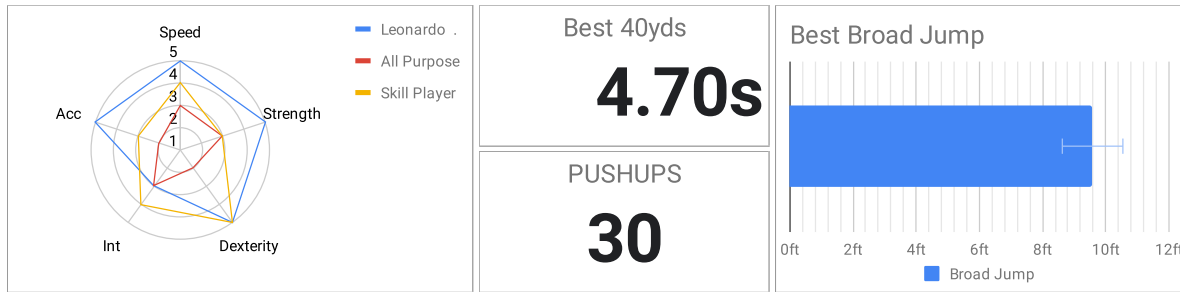 Speed
5
4
3
2
1
Acc
Strength
Int
Dexterity
Leonardo .
All Purpose
Skill Player
Best 40yds
4.70s
PUSHUPS
30
Best Broad Jump
0ft 2ft 4ft 6ft 8ft 10ft 12ft
Broad Jump